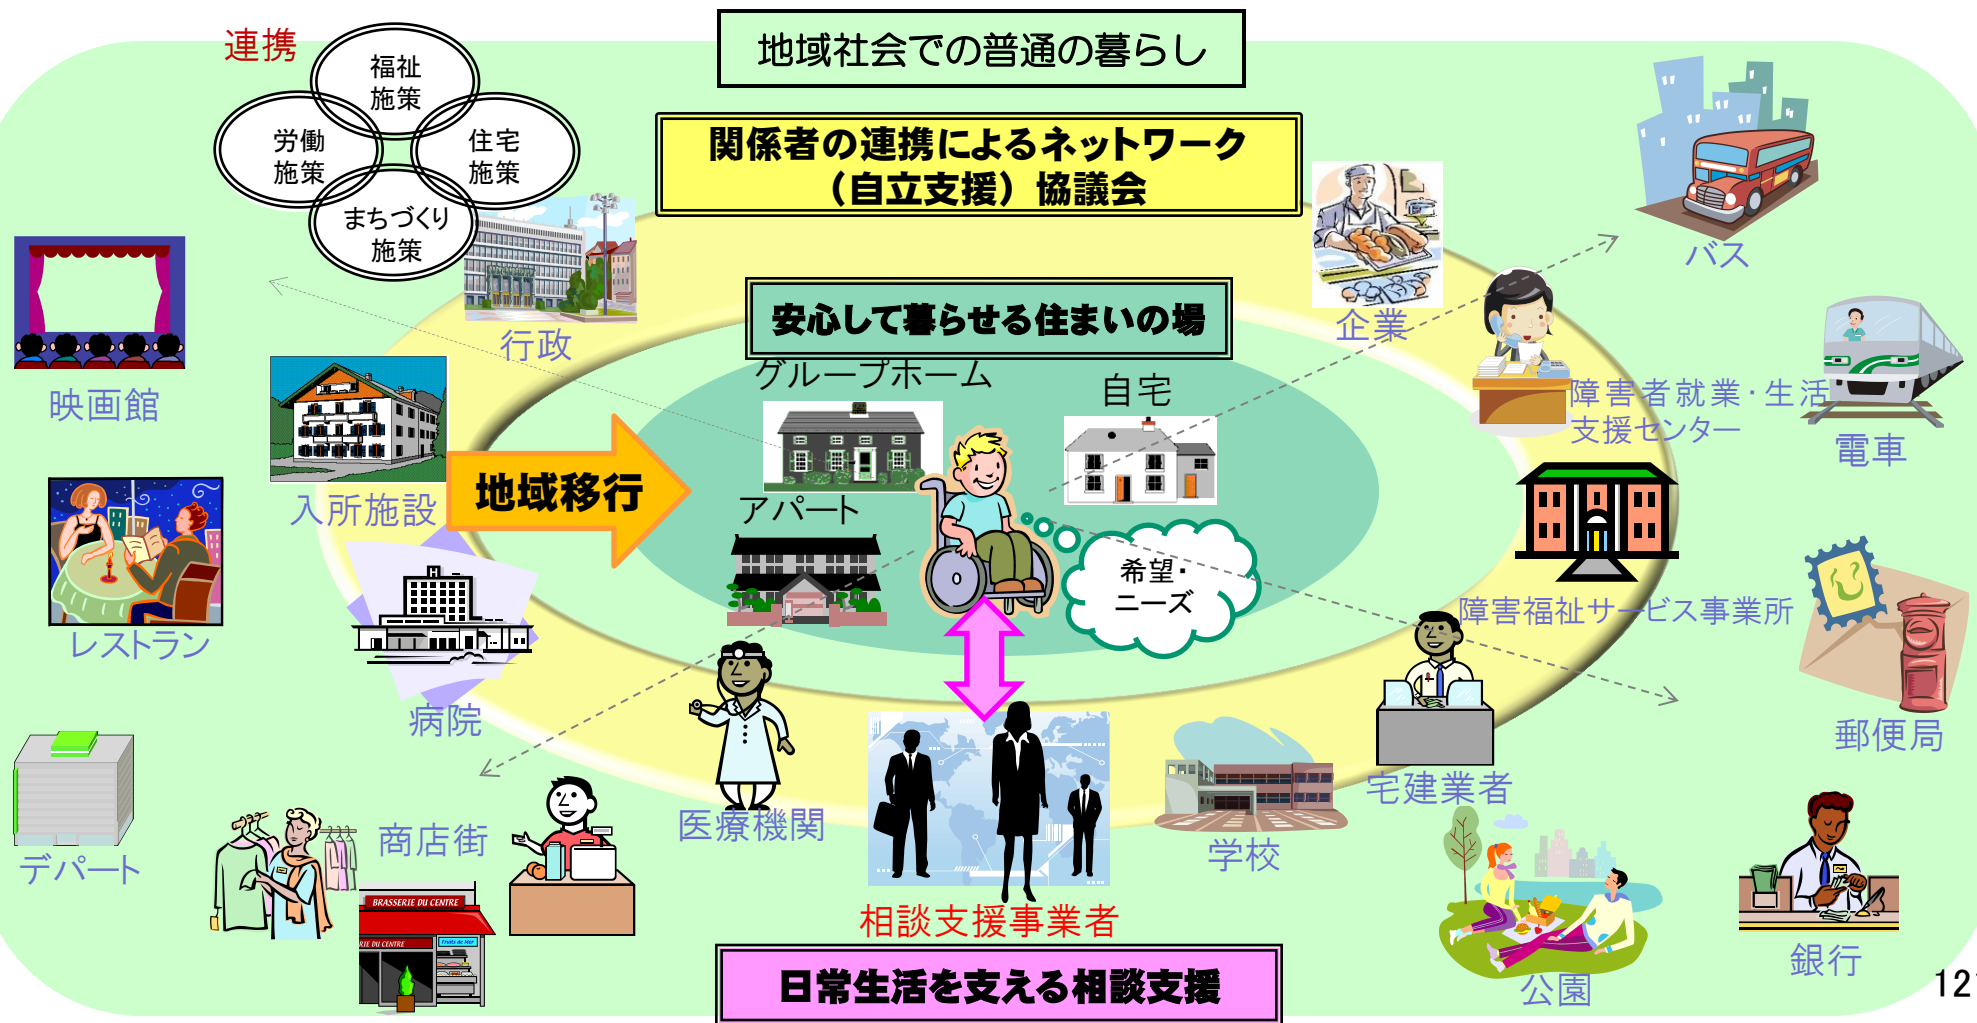 地域社会での普通の暮らし
連携
福祉
施策
労働
施策
住宅
施策
まちづくり
施策
関係者の連携によるネットワーク
（自立支援）協議会
行政
企業
バス
映画館
安心して暮らせる住まいの場
グループホーム
自宅
障害者就業・生活
支援センター
電車
入所施設
地域移行
アパート
希望・
ニーズ
レストラン
H
病院
障害福祉サービス事業所
郵便局
宅建業者
医療機関
学校
デパート
商店街
BRASSERIE DU CENTRE
RIE DU CENTRE
Fruits de Mer
相談支援事業者
公園
銀行
日常生活を支える相談支援
12